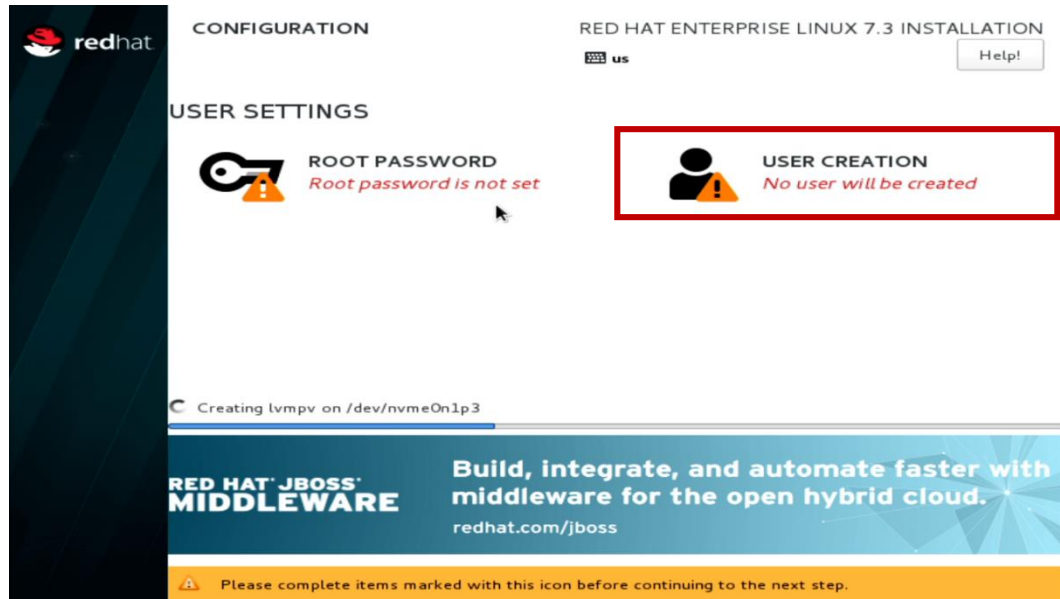 redhat.
CONFIGURATION
RED HAT ENTERPRISE LINUX 7.3 INSTALLATION
us
Help!
USER SETTINGS
ROOT PASSWORD
Root password is not set
USER CREATION
No user will be created
Creating lvmpv on /dev/nvme0n1p3
RED HAT JBOSS
MIDDLEWARE
Build, integrate, and automate faster with
middleware for the open hybrid cloud.
redhat.com/jboss
Please complete items marked with this icon before continuing to the next step.